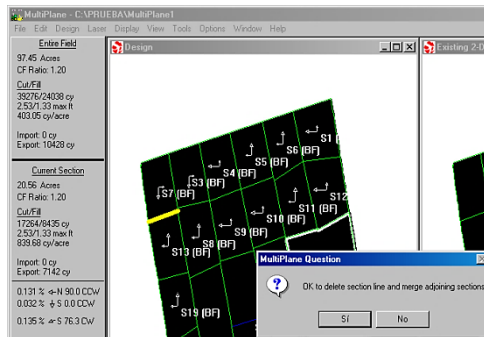 MultiPlane - C:\PRUEBA\MultiPlane1
File Edit Design Laser Display View Tools Options Window Help
Entire Field
97.45 Acres
CF Ratio: 1.20
Cut/Fill
39276/24038 cy
2.53/1.33 max ft
403.05 cy/acre
Import: 0 cy
Export: 10428 cy
Current Section
20.56 Acres
CF Ratio: 1.20
Cut/Fill
17264/8435 cy
2.53/1.33 max ft
839.68 cy/acre
Import: 0 cy
Export: 7142 cy
0.131 % N 90.0 CCW
0.032 % S 0.0 CCW
0.135 % S 76.3 CW
Design
Existing 2-D
S1 (
S6 (BF)
S5 (BF)
S4 (BF)
S3 (BF)
S7 (BF)
S12
S11 (BF)
S10 (BF)
S9 (BF)
S8 (BF)
S13 (BF)
S19 (BF)
MultiPlane Question
OK to delete section line and merge adjoining sections
Sí
No